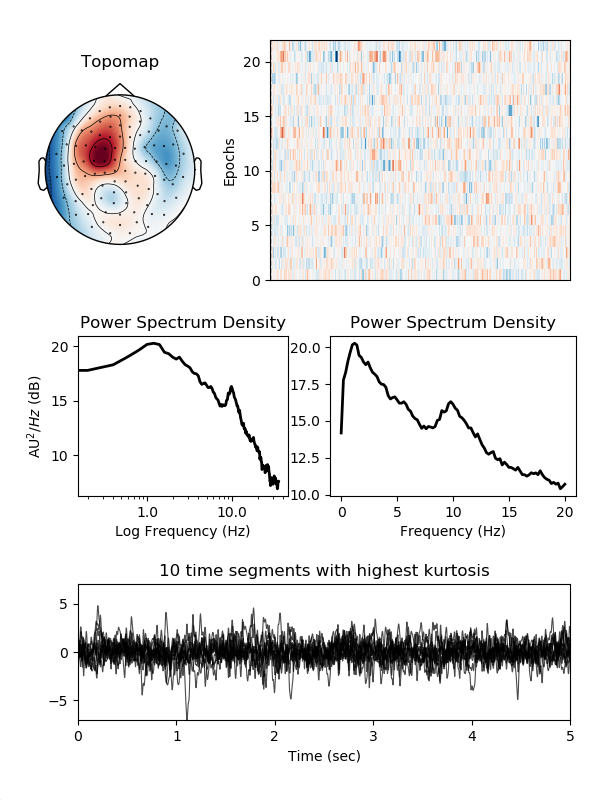 Topomap
Epochs
20
15
10
5
0
Power Spectrum Density
AU²/Hz (dB)
20
15
10
1.0 10.0
Log Frequency (Hz)
Power Spectrum Density
20.0
17.5
15.0
12.5
10.0
0 5 10 15 20
Frequency (Hz)
10 time segments with highest kurtosis
5
0
−5
0 1 2 3 4 5
Time (sec)